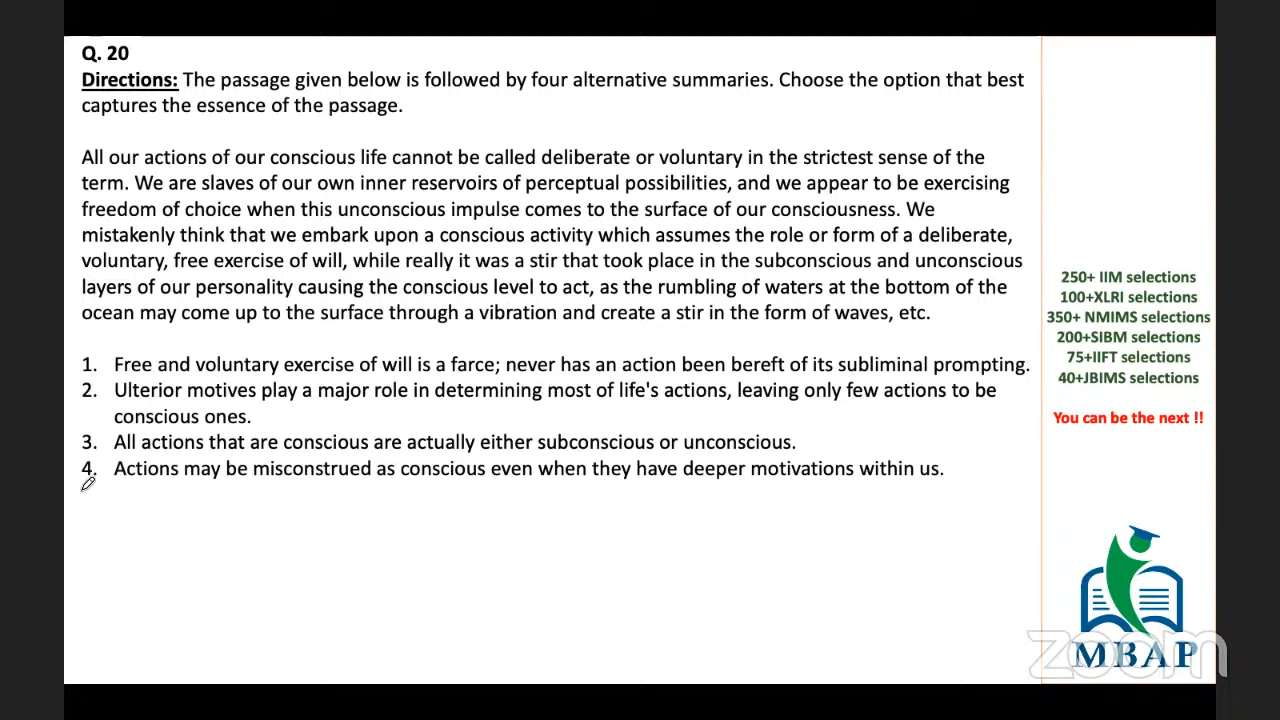 Q. 20
Directions: The passage given below is followed by four alternative summaries. Choose the option that best
captures the essence of the passage.
All our actions of our conscious life cannot be called deliberate or voluntary in the strictest sense of the
term. We are slaves of our own inner reservoirs of perceptual possibilities, and we appear to be exercising
freedom of choice when this unconscious impulse comes to the surface of our consciousness. We
mistakenly think that we embark upon a conscious activity which assumes the role or form of a deliberate,
voluntary, free exercise of will, while really it was a stir that took place in the subconscious and unconscious
layers of our personality causing the conscious level to act, as the rumbling of waters at the bottom of the
ocean may come up to the surface through a vibration and create a stir in the form of waves, etc.
1. Free and voluntary exercise of will is a farce; never has an action been bereft of its subliminal prompting.
2. Ulterior motives play a major role in determining most of life's actions, leaving only few actions to be
conscious ones.
3. All actions that are conscious are actually either subconscious or unconscious.
4. Actions may be misconstrued as conscious even when they have deeper motivations within us.
250+ IIM selections
100+XLRI selections
350+ NMIMS selections
200+SIBM selections
75+IIFT selections
40+JBIMS selections
You can be the next !!
MBAP
zoom